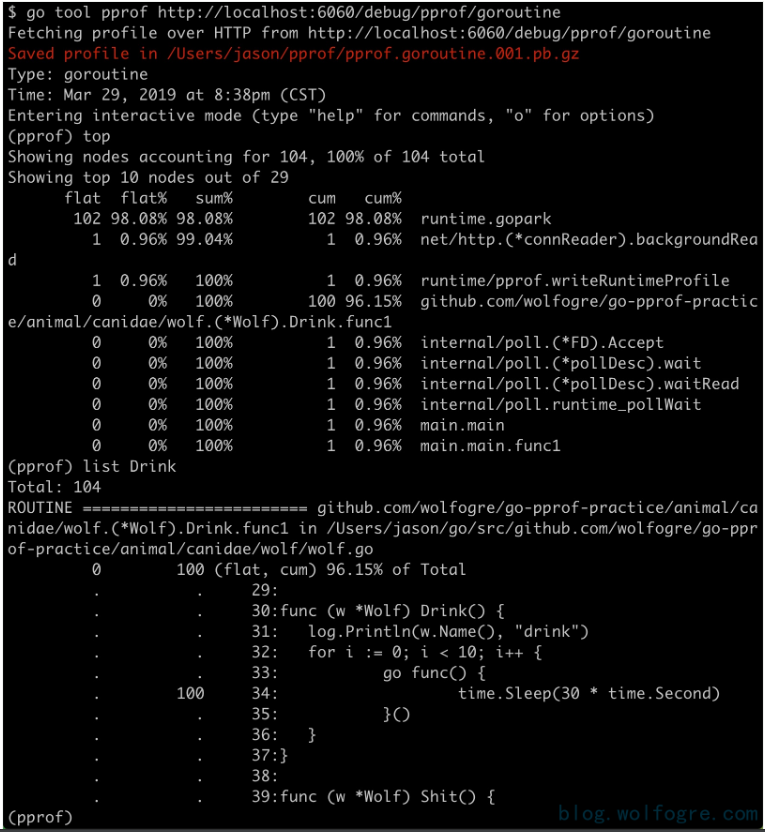 $ go tool pprof http://localhost:6060/debug/pprof/goroutine
Fetching profile over HTTP from http://localhost:6060/debug/pprof/goroutine
Saved profile in /Users/jason/pprof/pprof.goroutine.001.pb.gz
Type: goroutine
Time: Mar 29, 2019 at 8:38pm (CST)
Entering interactive mode (type "help" for commands, "o" for options)
(pprof) top
Showing nodes accounting for 104, 100% of 104 total
Showing top 10 nodes out of 29
      flat  flat%   sum%        cum   cum%
       102 98.08% 98.08%        102 98.08%  runtime.gopark
         1  0.96% 99.04%          1  0.96%  net/http.(*connReader).backgroundRea
d
         1  0.96%   100%          1  0.96%  runtime/pprof.writeRuntimeProfile
         0     0%   100%        100 96.15%  github.com/wolfogre/go-pprof-practic
e/animal/canidae/wolf.(*Wolf).Drink.func1
         0     0%   100%          1  0.96%  internal/poll.(*FD).Accept
         0     0%   100%          1  0.96%  internal/poll.(*pollDesc).wait
         0     0%   100%          1  0.96%  internal/poll.(*pollDesc).waitRead
         0     0%   100%          1  0.96%  internal/poll.runtime_pollWait
         0     0%   100%          1  0.96%  main.main
         0     0%   100%          1  0.96%  main.main.func1
(pprof) list Drink
Total: 104
ROUTINE ======================== github.com/wolfogre/go-pprof-practice/animal/ca
nidae/wolf.(*Wolf).Drink.func1 in /Users/jason/go/src/github.com/wolfogre/go-ppr
of-practice/animal/canidae/wolf/wolf.go
         0        100 (flat, cum) 96.15% of Total
         .          .     29:
         .          .     30:func (w *Wolf) Drink() {
         .          .     31:   log.Println(w.Name(), "drink")
         .          .     32:   for i := 0; i < 10; i++ {
         .          .     33:           go func() {
         .        100     34:                   time.Sleep(30 * time.Second)
         .          .     35:           }()
         .          .     36:   }
         .          .     37:}
         .          .     38:
         .          .     39:func (w *Wolf) Shit() {
(pprof)
blog.wolfogre.com